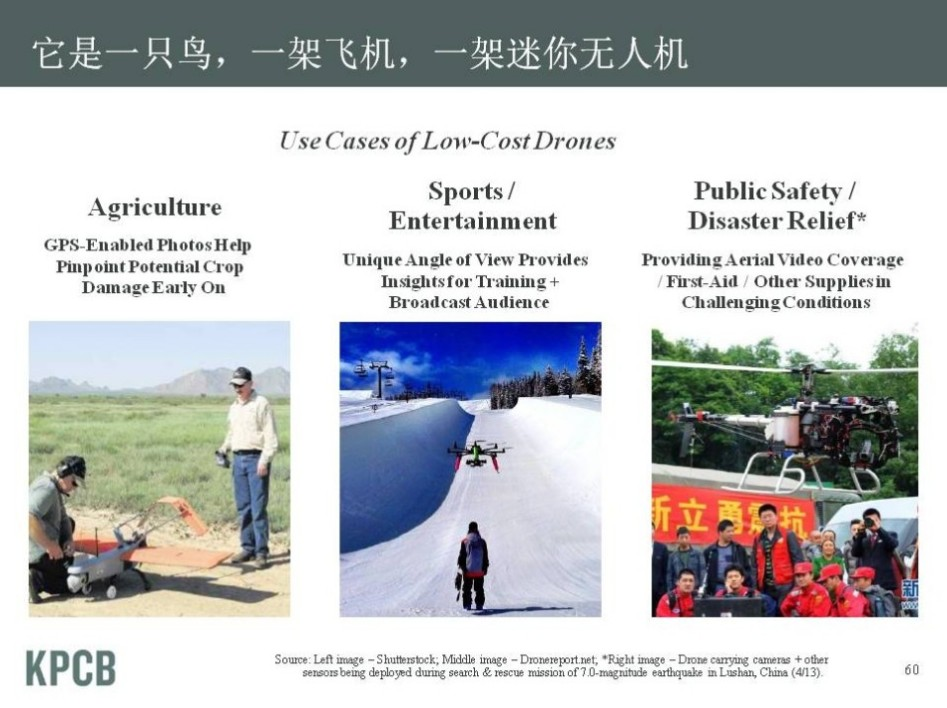 它是一只鸟，一架飞机，一架迷你无人机
Use Cases of Low-Cost Drones
Agriculture
GPS-Enabled Photos Help
Pinpoint Potential Crop
Damage Early On
Sports /
Entertainment
Unique Angle of View Provides
Insights for Training +
Broadcast Audience
Public Safety /
Disaster Relief*
Providing Aerial Video Coverage
/ First-Aid / Other Supplies in
Challenging Conditions
新立勇震抗
新
KPCB
Source: Left image – Shutterstock; Middle image – Dronereport.net; *Right image – Drone carrying cameras + other
sensors being deployed during search & rescue mission of 7.0-magnitude earthquake in Lushan, China (4/13).
60